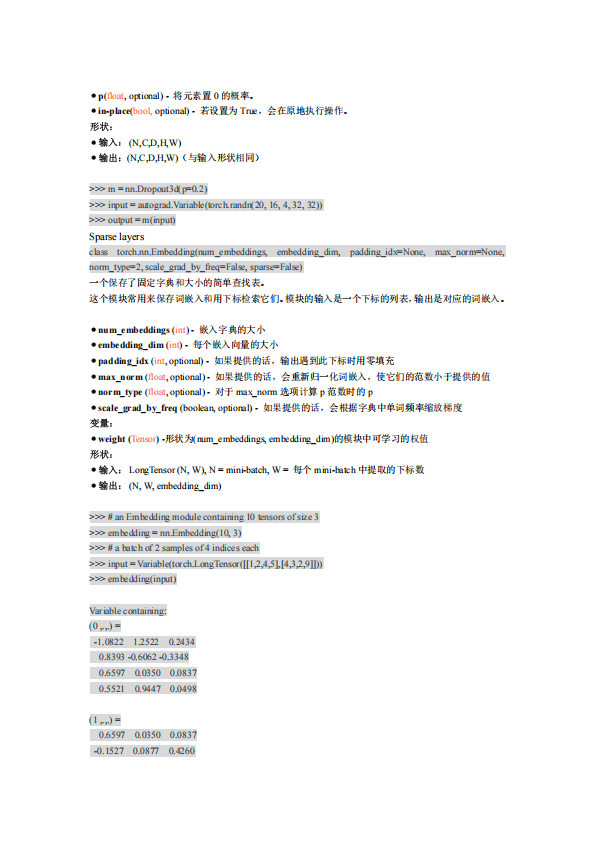 ● p(float, optional) - 将元素置 0 的概率。
● in-place(bool, optional) - 若设置为 True，会在原地执行操作。
形状：
● 输入： (N,C,D,H,W)
● 输出：(N,C,D,H,W)（与输入形状相同）
>>> m = nn.Dropout3d(p=0.2)
>>> input = autograd.Variable(torch.randn(20, 16, 4, 32, 32))
>>> output = m(input)
Sparse layers
class torch.nn.Embedding(num_embeddings, embedding_dim, padding_idx=None, max_norm=None,
norm_type=2, scale_grad_by_freq=False, sparse=False)
一个保存了固定字典和大小的简单查找表。
这个模块常用来保存词嵌入和用下标检索它们。模块的输入是一个下标的列表，输出是对应的词嵌入。
● num_embeddings (int) - 嵌入字典的大小
● embedding_dim (int) - 每个嵌入向量的大小
● padding_idx (int, optional) - 如果提供的话，输出遇到此下标时用零填充
● max_norm (float, optional) - 如果提供的话，会重新归一化词嵌入，使它们的范数小于提供的值
● norm_type (float, optional) - 对于 max_norm 选项计算 p 范数时的 p
● scale_grad_by_freq (boolean, optional) - 如果提供的话，会根据字典中单词频率缩放梯度
变量：
● weight (Tensor) -形状为(num_embeddings, embedding_dim)的模块中可学习的权值
形状：
● 输入： LongTensor (N, W), N = mini-batch, W = 每个 mini-batch 中提取的下标数
● 输出： (N, W, embedding_dim)
>>> # an Embedding module containing 10 tensors of size 3
>>> embedding = nn.Embedding(10, 3)
>>> # a batch of 2 samples of 4 indices each
>>> input = Variable(torch.LongTensor([[1,2,4,5],[4,3,2,9]]))
>>> embedding(input)
Variable containing:
(0 ,.,.) =
-1.0822 1.2522 0.2434
0.8393 -0.6062 -0.3348
0.6597 0.0350 0.0837
0.5521 0.9447 0.0498
(1 ,.,.) =
0.6597 0.0350 0.0837
-0.1527 0.0877 0.4260